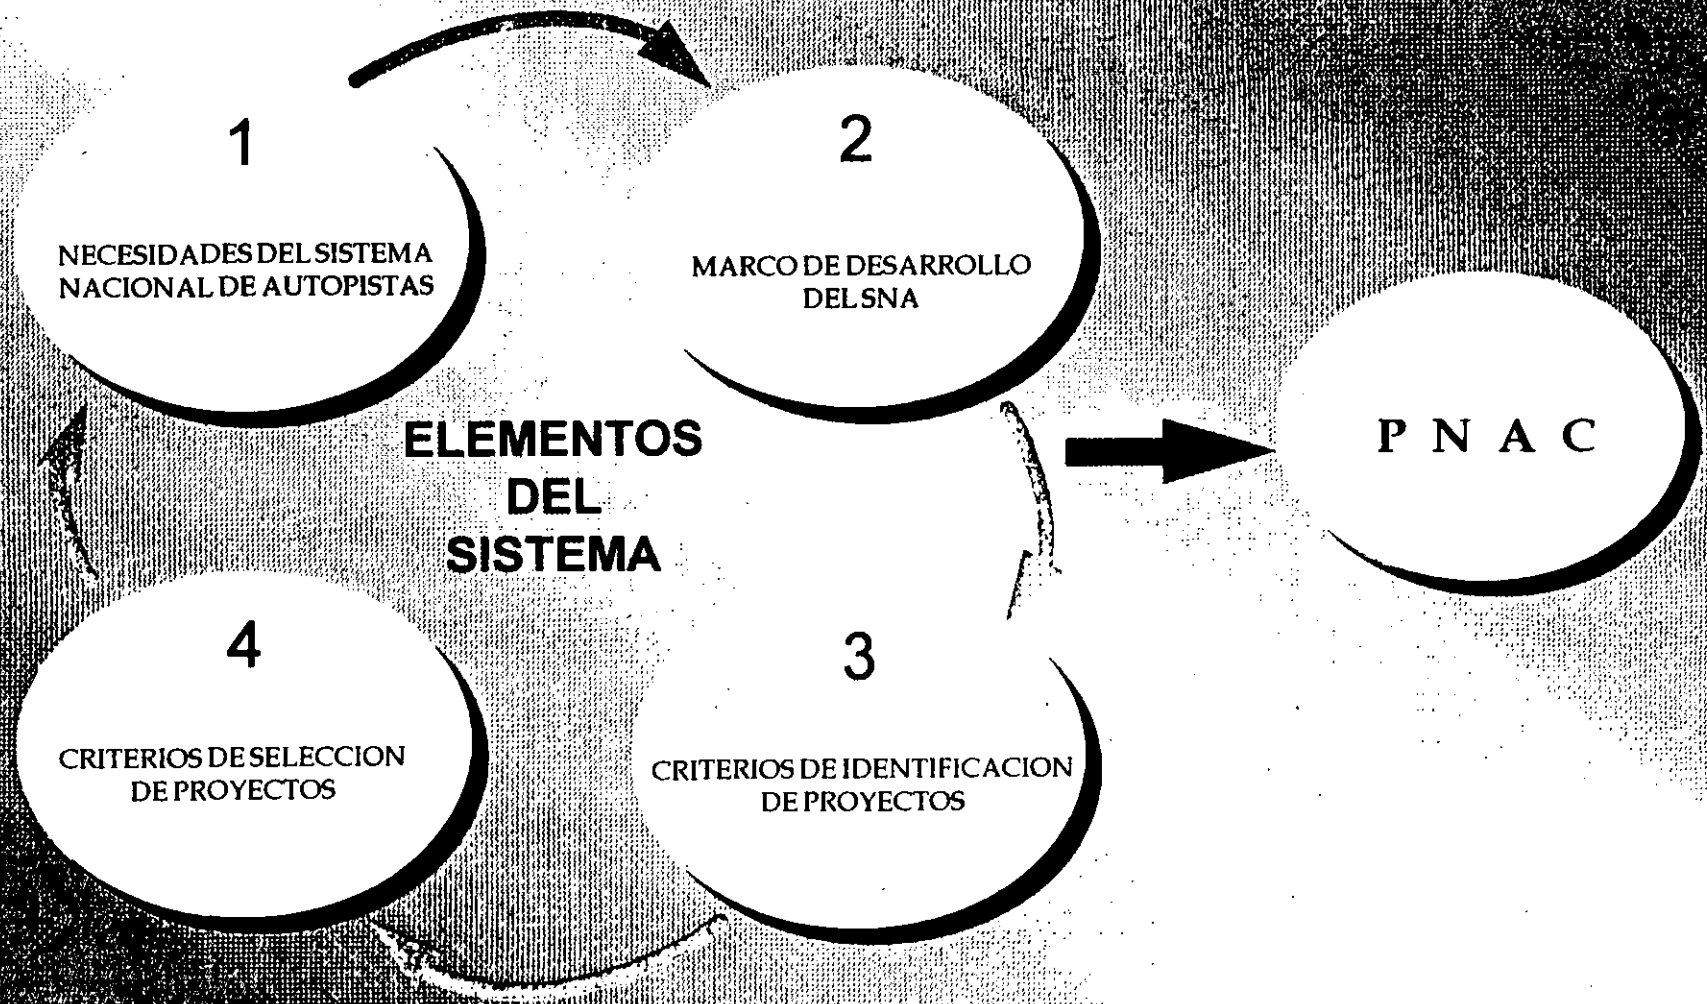 1
NECESIDADES DEL SISTEMA
NACIONAL DE AUTOPISTAS
2
MARCO DE DESARROLLO
DEL SNA
P N A C
ELEMENTOS
DEL
SISTEMA
4
CRITERIOS DE SELECCION
DE PROYECTOS
3
CRITERIOS DE IDENTIFICACION
DE PROYECTOS